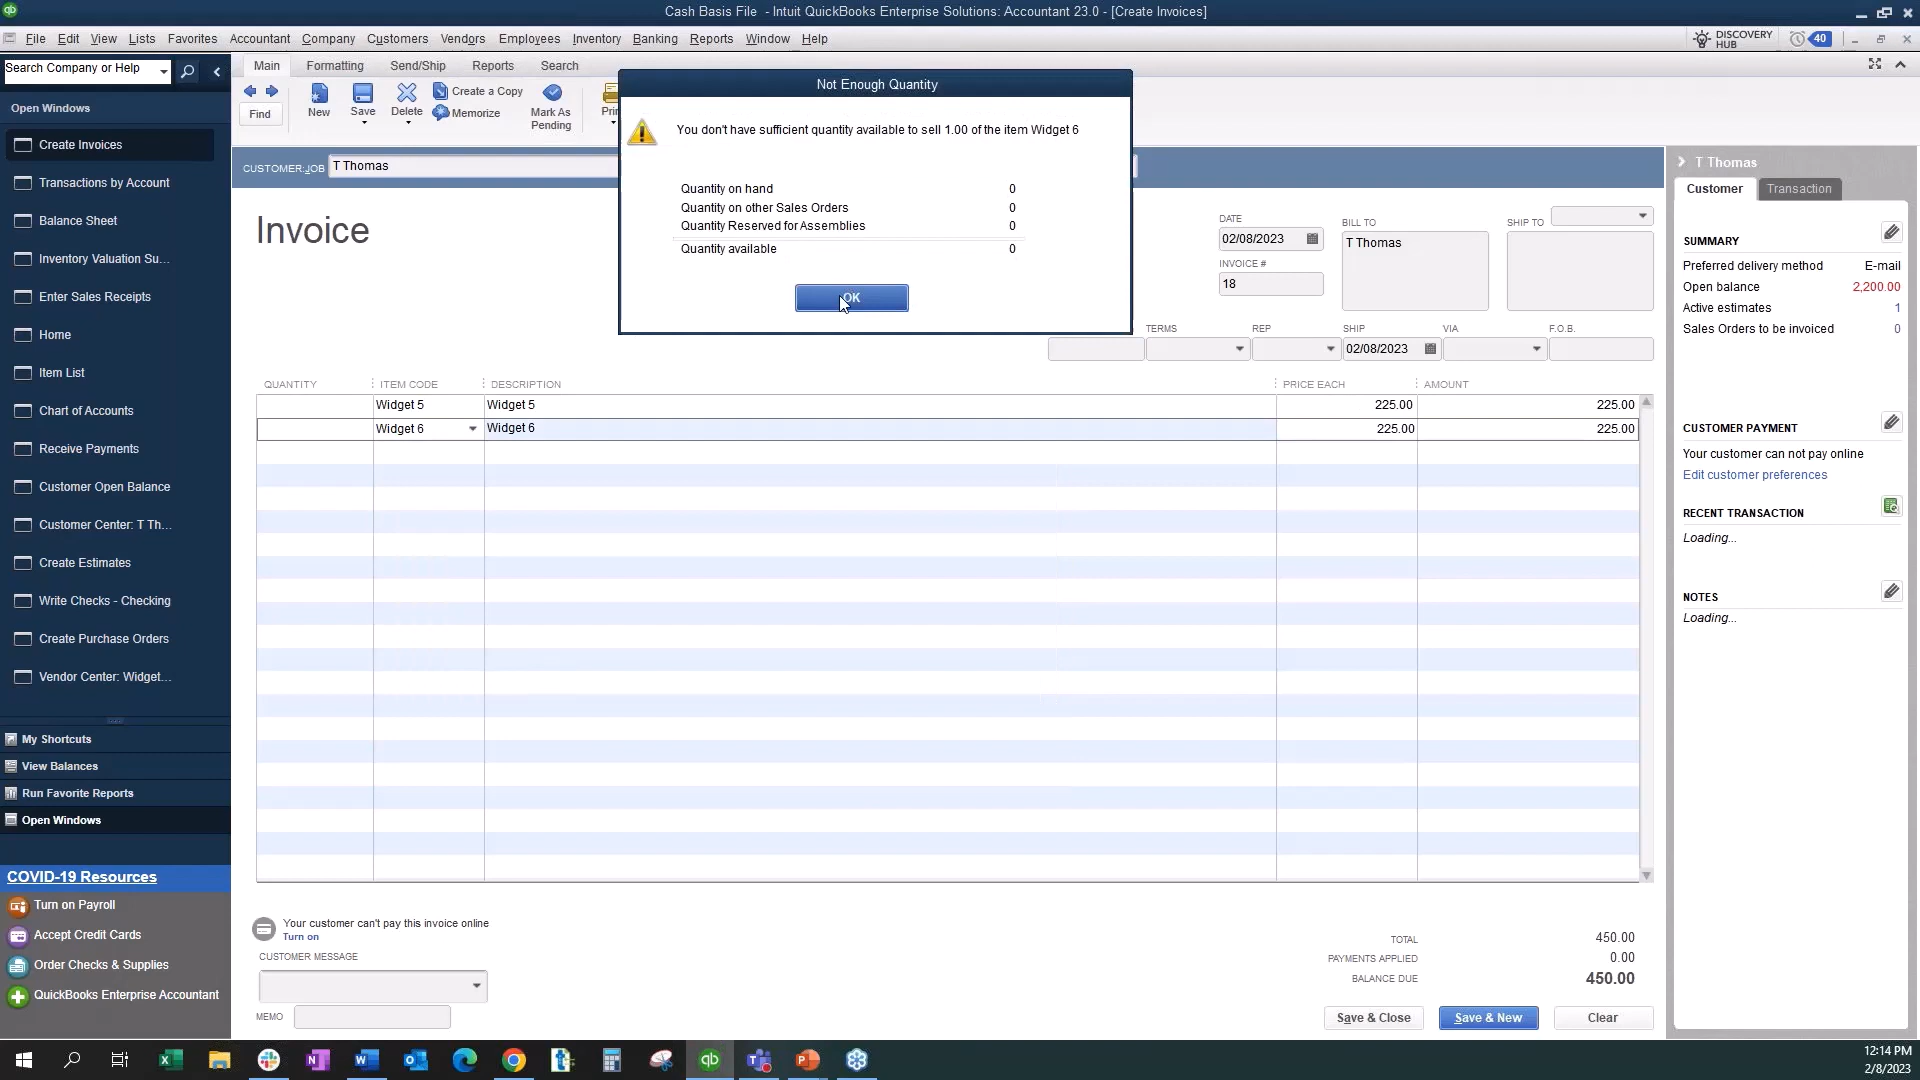 Cash Basis File - Intuit QuickBooks Enterprise Solutions: Accountant 23.0 - [Create Invoices]
File Edit View Lists Favorites Accountant Company Customers Vendors Employees Inventory Banking Reports Window Help
DISCOVERY HUB 40
Search Company or Help
Main Formatting Send/Ship Reports Search
Find
New
Save
Delete
Create a Copy
Memorize
Mark As Pending
Open Windows
Create Invoices
Transactions by Account
Balance Sheet
Inventory Valuation Su...
Enter Sales Receipts
Home
Item List
Chart of Accounts
Receive Payments
Customer Open Balance
Customer Center: T Th...
Create Estimates
Write Checks - Checking
Create Purchase Orders
Vendor Center: Widget...
My Shortcuts
View Balances
Run Favorite Reports
Open Windows
COVID-19 Resources
Turn on Payroll
Accept Credit Cards
Order Checks & Supplies
QuickBooks Enterprise Accountant
Not Enough Quantity
You don't have sufficient quantity available to sell 1.00 of the item Widget 6
Quantity on hand 0
Quantity on other Sales Orders 0
Quantity Reserved for Assemblies 0
Quantity available 0
OK
CUSTOMER:JOB T Thomas
Invoice
DATE
02/08/2023
INVOICE #
18
BILL TO
T Thomas
SHIP TO
TERMS REP SHIP VIA F.O.B.
02/08/2023
QUANTITY ITEM CODE DESCRIPTION PRICE EACH AMOUNT
Widget 5 Widget 5 225.00 225.00
Widget 6 Widget 6 225.00 225.00
Your customer can't pay this invoice online
Turn on
CUSTOMER MESSAGE
MEMO
TOTAL 450.00
PAYMENTS APPLIED 0.00
BALANCE DUE 450.00
Save & Close Save & New Clear
T Thomas
Customer Transaction
SUMMARY
Preferred delivery method E-mail
Open balance 2,200.00
Active estimates 1
Sales Orders to be invoiced 0
CUSTOMER PAYMENT
Your customer can not pay online
Edit customer preferences
RECENT TRANSACTION
Loading...
NOTES
Loading...
12:14 PM
2/8/2023